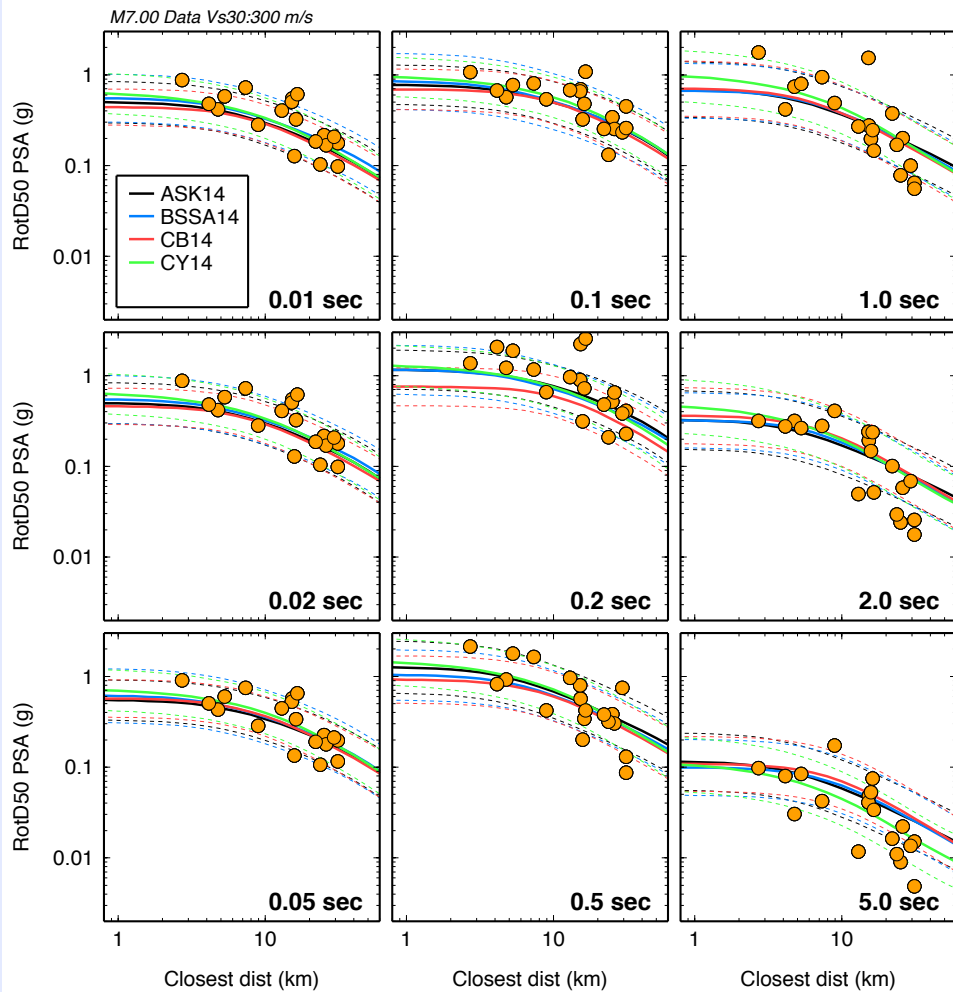 M7.00 Data Vs30:300 m/s
RotD50 PSA (g)
1
0.1
0.01
ASK14
BSSA14
CB14
CY14
0.01 sec
0.1 sec
1.0 sec
RotD50 PSA (g)
1
0.1
0.01
0.02 sec
0.2 sec
2.0 sec
RotD50 PSA (g)
1
0.1
0.01
0.05 sec
0.5 sec
5.0 sec
1 10 1 10 1 10
Closest dist (km) Closest dist (km) Closest dist (km)